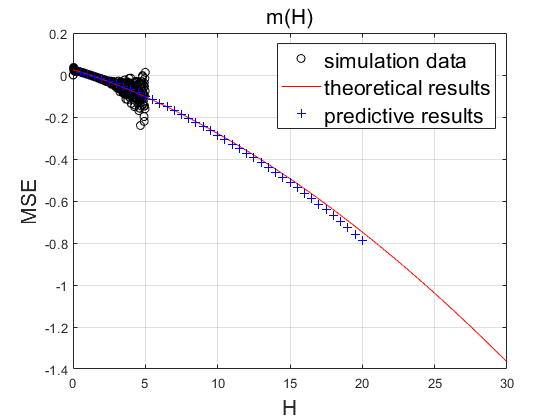 m(H)
simulation data
theoretical results
predictive results
0.2
0
-0.2
-0.4
-0.6
-0.8
-1
-1.2
-1.4
MSE
0 5 10 15 20 25 30
H